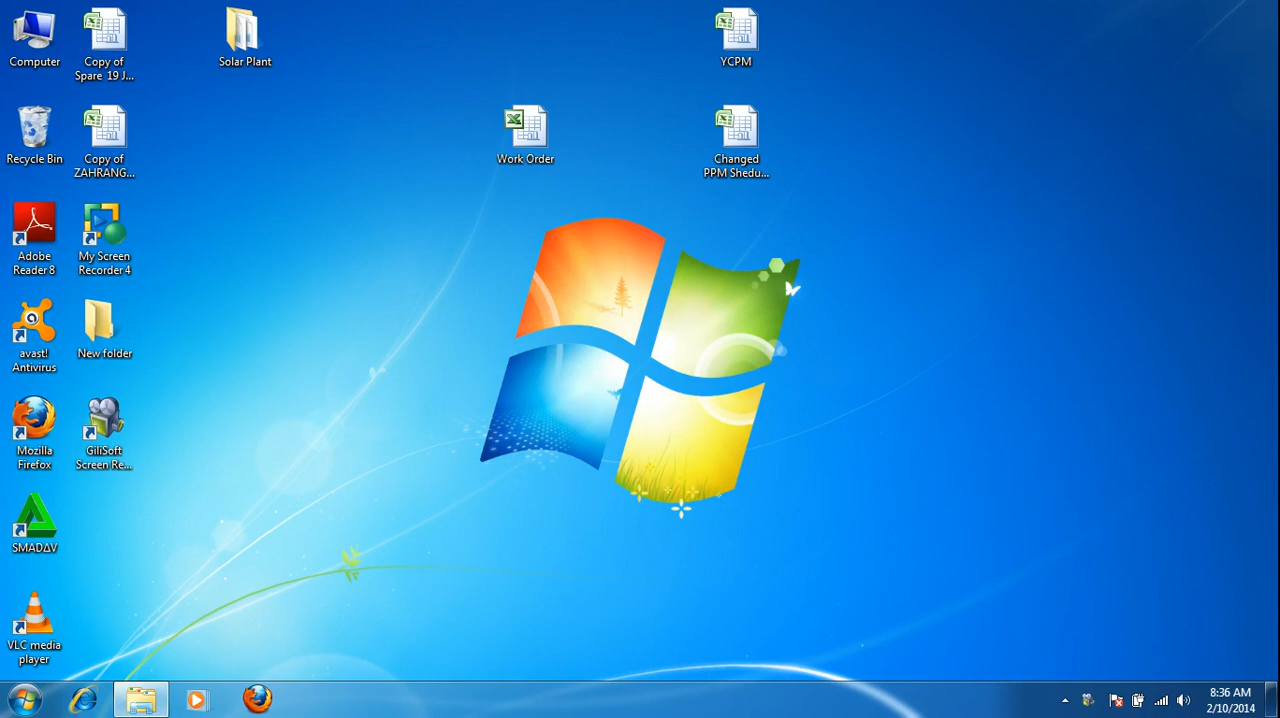 Computer
Copy of
Spare 19 J...
Solar Plant
YCPM
Recycle Bin
Copy of
ZAHRANG...
Work Order
Changed
PPM Shedu...
Adobe
Reader 8
My Screen
Recorder 4
avast!
Antivirus
New folder
Mozilla
Firefox
GiliSoft
Screen Re...
SMADΔV
VLC media
player
8:36 AM
2/10/2014